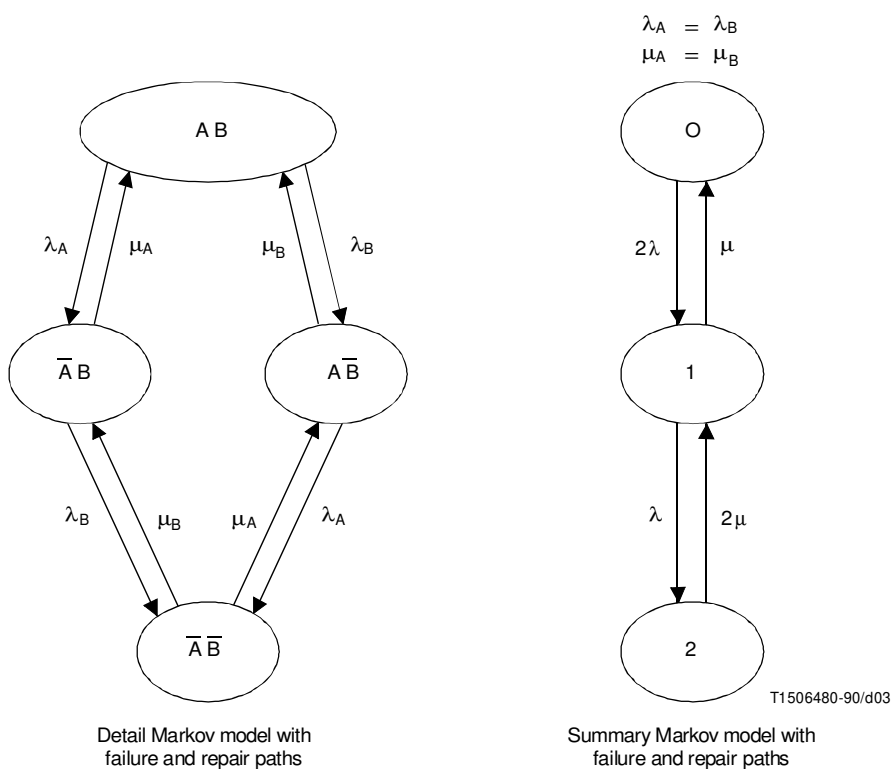 λA = λB
μA = μB
A B
O
λA
μA
μB
λB
2λ
μ
A̅ B
A B̅
1
λB
μB
μA
λA
λ
2μ
A̅ B̅
2
T1506480-90/d03
Detail Markov model with
failure and repair paths
Summary Markov model with
failure and repair paths